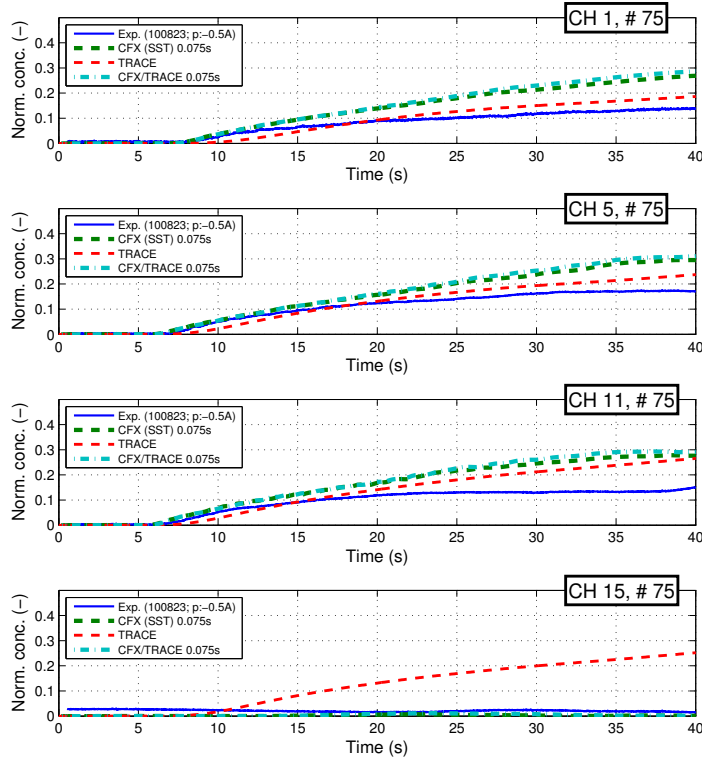 CH 1, # 75
Norm. conc. (−)
0.4
0.3
0.2
0.1
0
Exp. (100823; p:−0.5A)
CFX (SST) 0.075s
TRACE
CFX/TRACE 0.075s
0 5 10 15 20 25 30 35 40
Time (s)
CH 5, # 75
Norm. conc. (−)
0.4
0.3
0.2
0.1
0
Exp. (100823; p:−0.5A)
CFX (SST) 0.075s
TRACE
CFX/TRACE 0.075s
0 5 10 15 20 25 30 35 40
Time (s)
CH 11, # 75
Norm. conc. (−)
0.4
0.3
0.2
0.1
0
Exp. (100823; p:−0.5A)
CFX (SST) 0.075s
TRACE
CFX/TRACE 0.075s
0 5 10 15 20 25 30 35 40
Time (s)
CH 15, # 75
Norm. conc. (−)
0.4
0.3
0.2
0.1
0
Exp. (100823; p:−0.5A)
CFX (SST) 0.075s
TRACE
CFX/TRACE 0.075s
0 5 10 15 20 25 30 35 40
Time (s)